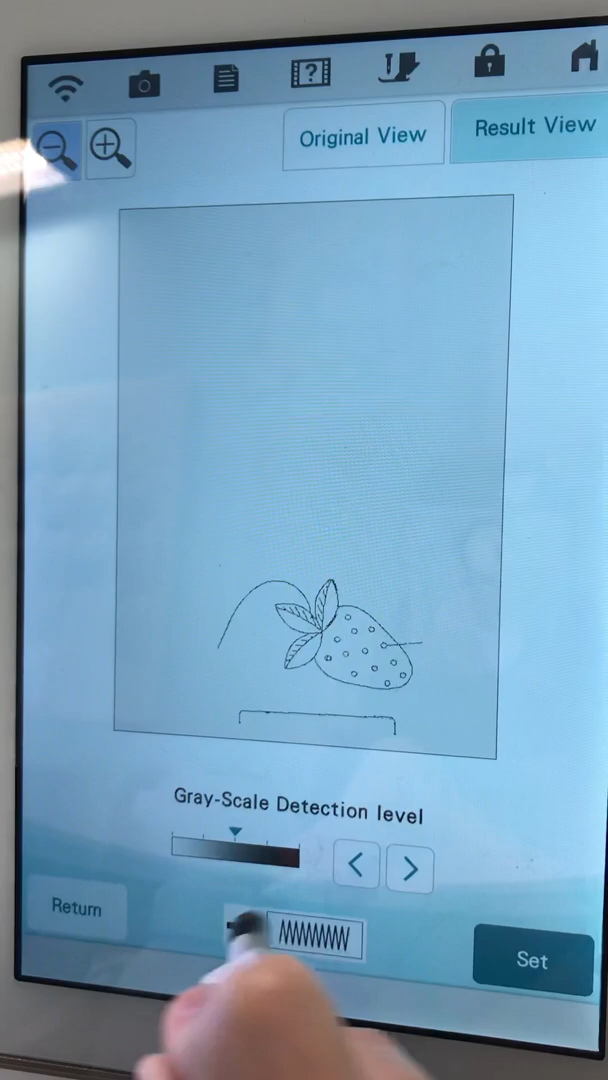 Original View
Result View
Gray-Scale Detection level
Return
Set